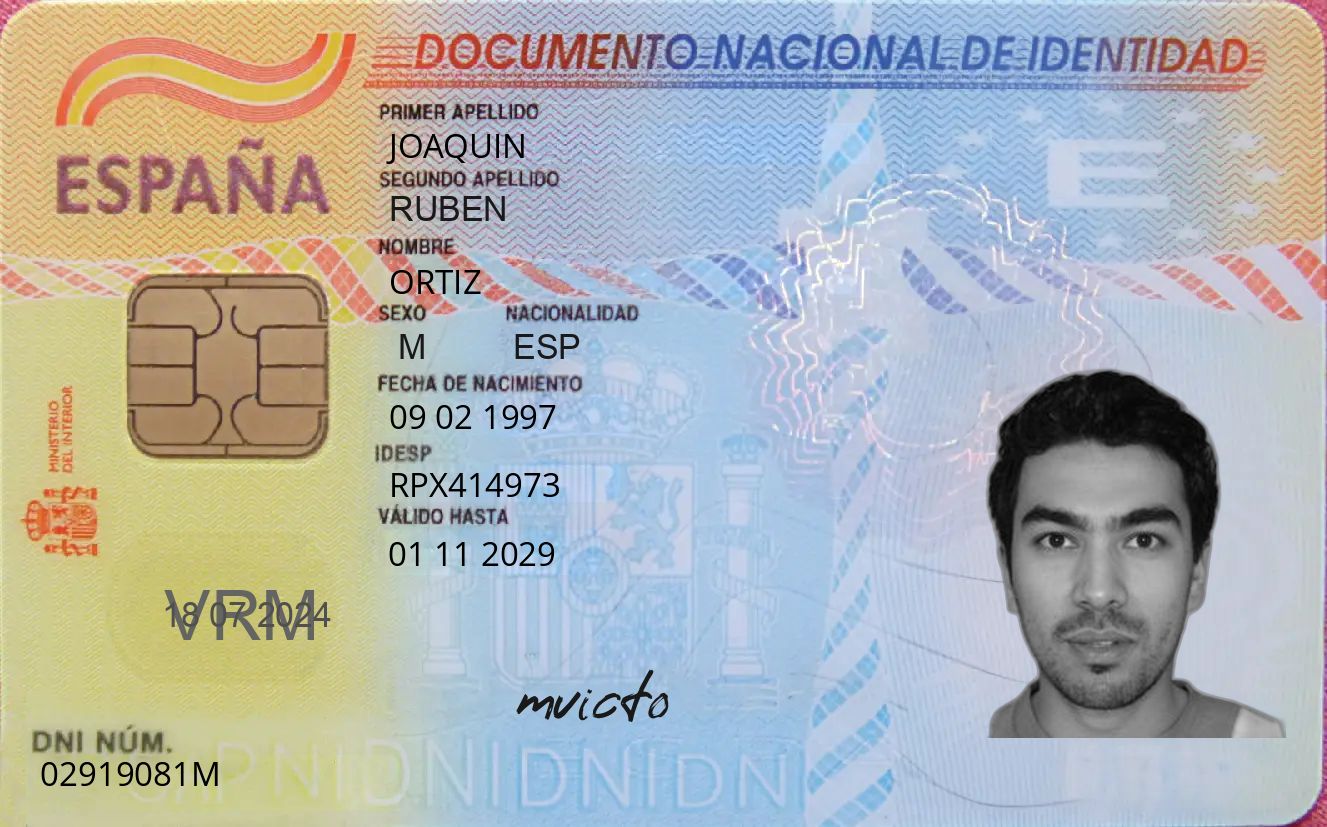 DOCUMENTO NACIONAL DE IDENTIDAD
ESPAÑA
PRIMER APELLIDO
JOAQUIN
SEGUNDO APELLIDO
RUBEN
NOMBRE
ORTIZ
SEXO NACIONALIDAD
M ESP
FECHA DE NACIMIENTO
09 02 1997
IDESP
RPX414973
VÁLIDO HASTA
01 11 2029
MINISTERIO
DEL INTERIOR
E
VRM
18 07 2024
mvicto
DNI NÚM.
02919081M
DNIDNIDNIDNI